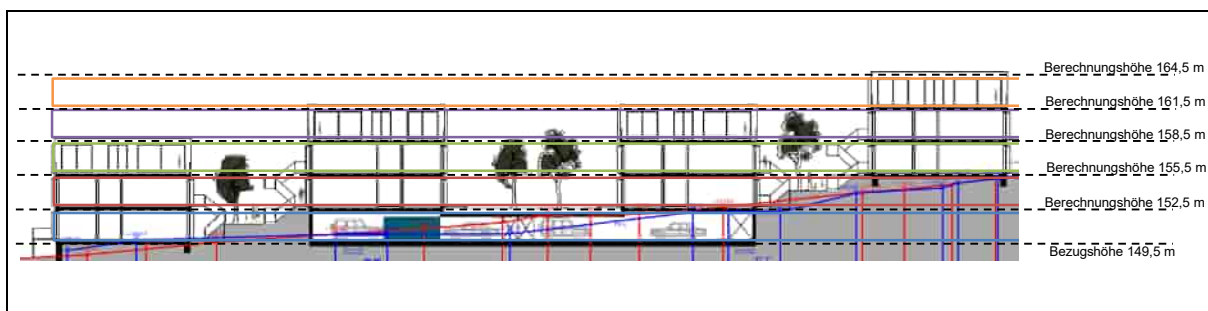 Berechnungshöhe 164,5 m
Berechnungshöhe 161,5 m
Berechnungshöhe 158,5 m
Berechnungshöhe 155,5 m
Berechnungshöhe 152,5 m
Bezugshöhe 149,5 m